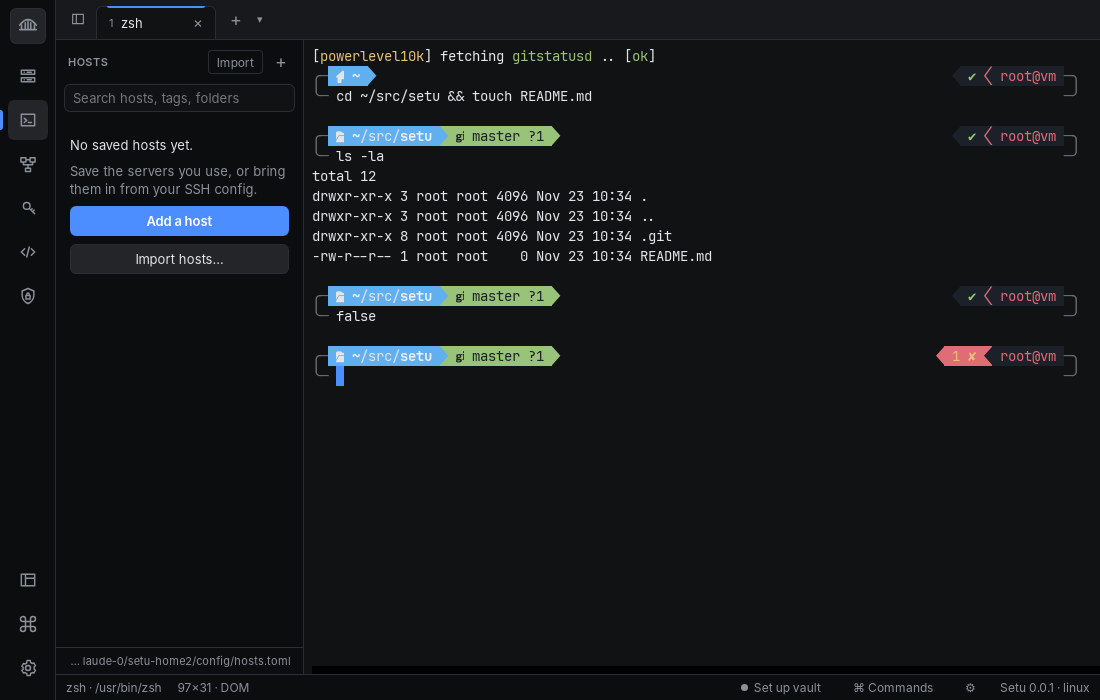 1 zsh × + ▾
HOSTS Import +
Search hosts, tags, folders
No saved hosts yet.
Save the servers you use, or bring
them in from your SSH config.
Add a host
Import hosts...
... laude-0/setu-home2/config/hosts.toml
[powerlevel10k] fetching gitstatusd .. [ok]
~ ✔ root@vm
cd ~/src/setu && touch README.md
~/src/setu master ?1 ✔ root@vm
ls -la
total 12
drwxr-xr-x 3 root root 4096 Nov 23 10:34 .
drwxr-xr-x 3 root root 4096 Nov 23 10:34 ..
drwxr-xr-x 8 root root 4096 Nov 23 10:34 .git
-rw-r--r-- 1 root root    0 Nov 23 10:34 README.md
~/src/setu master ?1 ✔ root@vm
false
~/src/setu master ?1 1 ✘ root@vm
zsh · /usr/bin/zsh 97×31 · DOM ● Set up vault ⌘ Commands ⚙ Setu 0.0.1 · linux